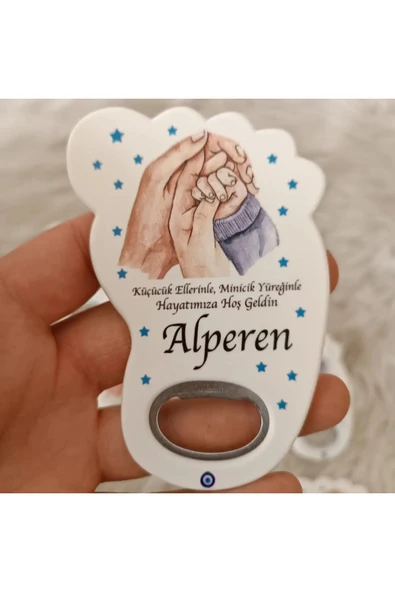 Küçücük Ellerinle, Minicik Yüreğinle
Hayatımıza Hoş Geldin
Alperen